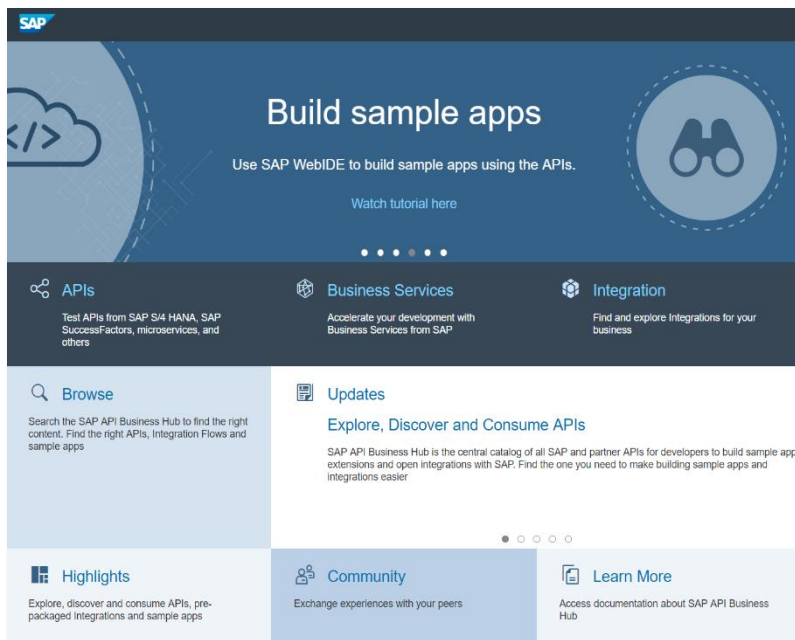 SAP
</>
Build sample apps
Use SAP WebIDE to build sample apps using the APIs.
Watch tutorial here
APIs
Test APIs from SAP S/4 HANA, SAP
SuccessFactors, microservices, and
others
Business Services
Accelerate your development with
Business Services from SAP
Integration
Find and explore Integrations for your
business
Browse
Search the SAP API Business Hub to find the right
content. Find the right APIs, Integration Flows and
sample apps
Updates
Explore, Discover and Consume APIs
SAP API Business Hub is the central catalog of all SAP and partner APIs for developers to build sample app
extensions and open integrations with SAP. Find the one you need to make building sample apps and
integrations easier
Highlights
Explore, discover and consume APIs, pre-
packaged integrations and sample apps
Community
Exchange experiences with your peers
Learn More
Access documentation about SAP API Business
Hub